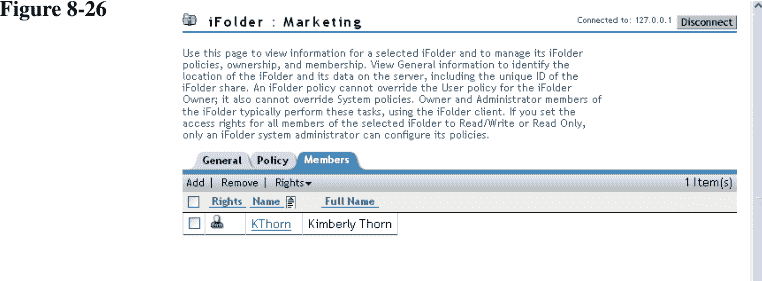 Figure 8-26
iFolder : Marketing
Connected to: 127.0.0.1 Disconnect
Use this page to view information for a selected iFolder and to manage its iFolder
policies, ownership, and membership. View General information to identify the
location of the iFolder and its data on the server, including the unique ID of the
iFolder share. An iFolder policy cannot override the User policy for the iFolder
Owner; it also cannot override System policies. Owner and Administrator members of
the iFolder typically perform these tasks, using the iFolder client. If you set the
access rights for all members of the selected iFolder to Read/Write or Read Only,
only an iFolder system administrator can configure its policies.
General Policy Members
Add | Remove | Rights 1 Item(s)
Rights Name Full Name
KThorn Kimberly Thorn